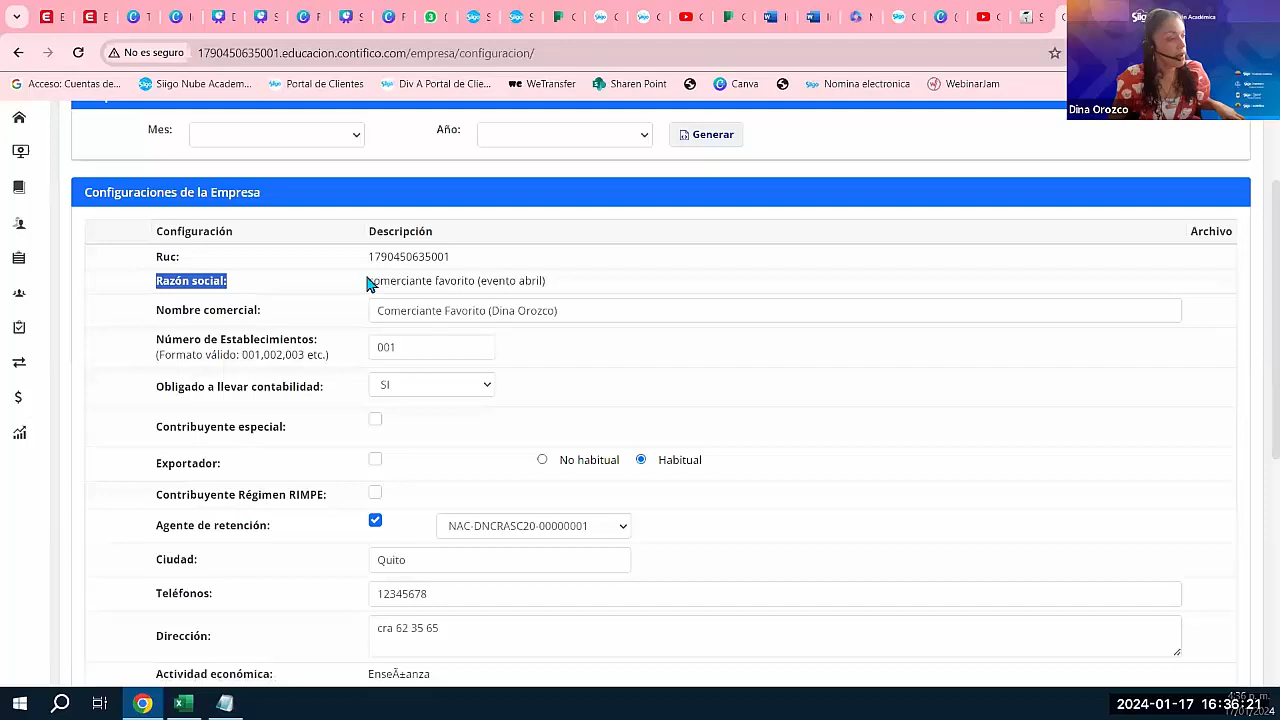 No es seguro
1790450635001.educacion.contifico.com/empresa/configuracion/
Acceso: Cuentas de...
Siigo Nube Academ...
Portal de Clientes
Div A Portal de Clie...
WeTransfer
Sharen Point
Canva
Nomina electronica
Webinar
Dina Orozco
Mes:
Año:
Generar
Configuraciones de la Empresa
Configuración Descripción Archivo
Ruc: 1790450635001
Razón social: comerciante favorito (evento abril)
Nombre comercial: Comerciante Favorito (Dina Orozco)
Número de Establecimientos: 001
(Formato válido: 001,002,003 etc.)
Obligado a llevar contabilidad: SI
Contribuyente especial:
Exportador: No habitual Habitual
Contribuyente Régimen RIMPE:
Agente de retención: NAC-DNCRASC20-00000001
Ciudad: Quito
Teléfonos: 12345678
Dirección: cra 62 35 65
Actividad económica: EnseÃ±anza
2024-01-17 16:36:21